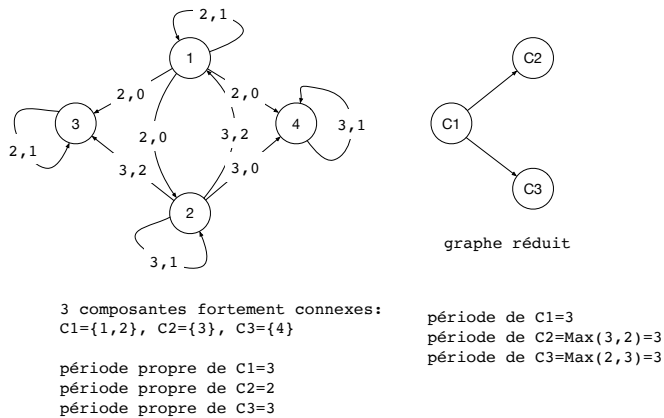 2,1
1
C2
2,0
2,0
3
4
3,1
C1
2,1
2,0
3,2
3,2
3,0
2
C3
3,1
graphe réduit
3 composantes fortement connexes:
C1={1,2}, C2={3}, C3={4}
période propre de C1=3
période propre de C2=2
période propre de C3=3
période de C1=3
période de C2=Max(3,2)=3
période de C3=Max(2,3)=3